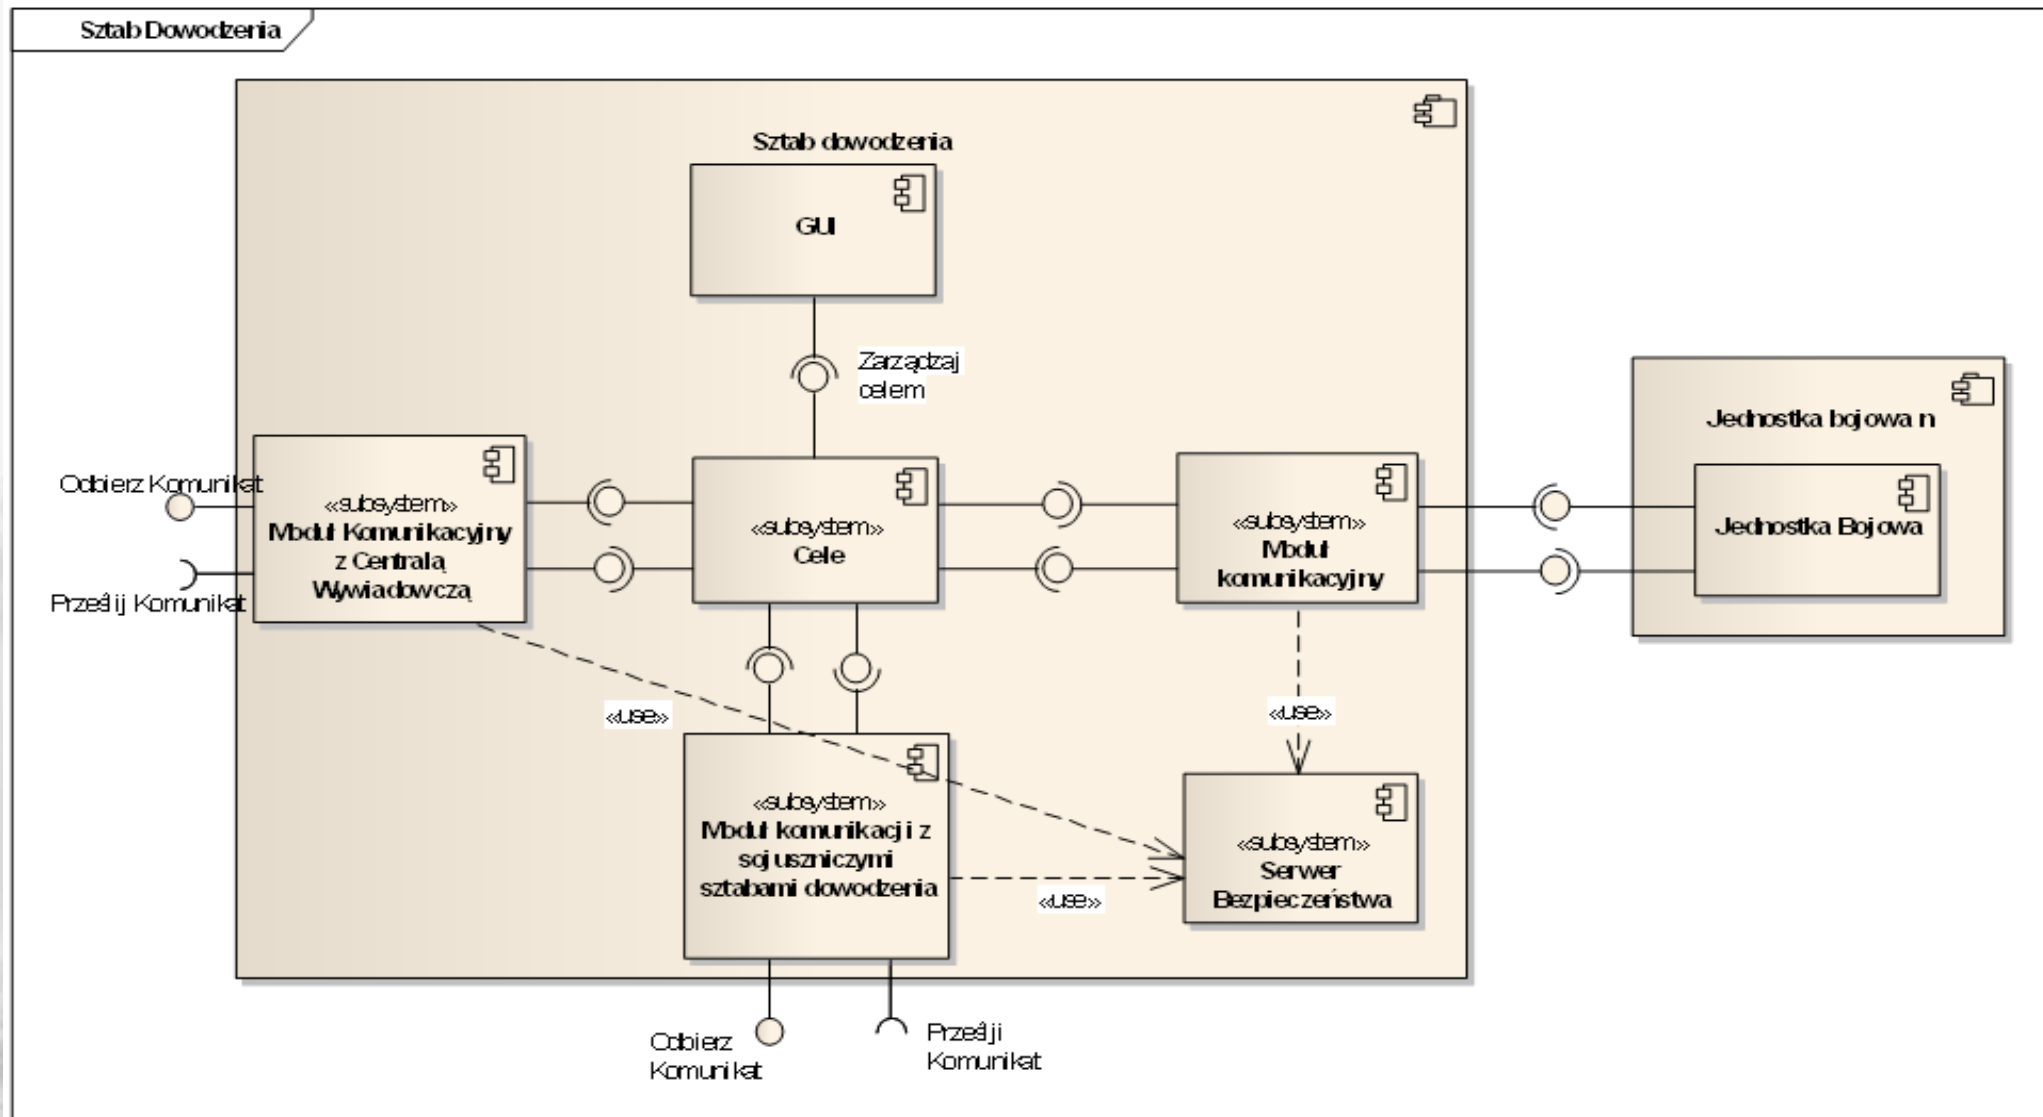 Sztab Dowodzenia
Sztab dowodzenia
GUI
Zarządzaj
celem
Odbierz Komunikat
Prześlij Komunikat
«subsystem»
Moduł Komunikacyjny
z Centralą
Wywiadowczą
«subsystem»
Cele
«subsystem»
Moduł
komunikacyjny
Jednostka bojowa n
Jednostka Bojowa
«use»
«use»
«subsystem»
Moduł komunikacji z
sojuszniczymi
sztabami dowodzenia
«use»
«subsystem»
Serwer
Bezpieczeństwa
Odbierz
Komunikat
Prześlji
Komunikat